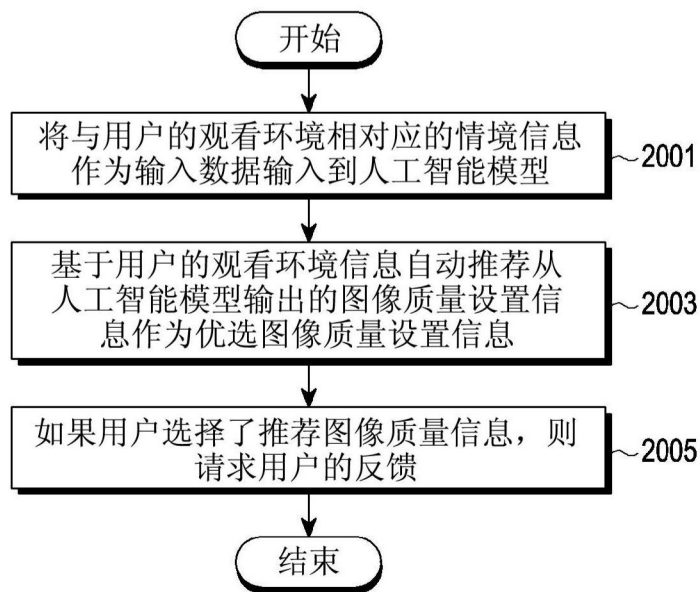 开始
将与用户的观看环境相对应的情境信息
作为输入数据输入到人工智能模型
2001
基于用户的观看环境信息自动推荐从
人工智能模型输出的图像质量设置信
息作为优选图像质量设置信息
2003
如果用户选择了推荐图像质量信息，则
请求用户的反馈
2005
结束